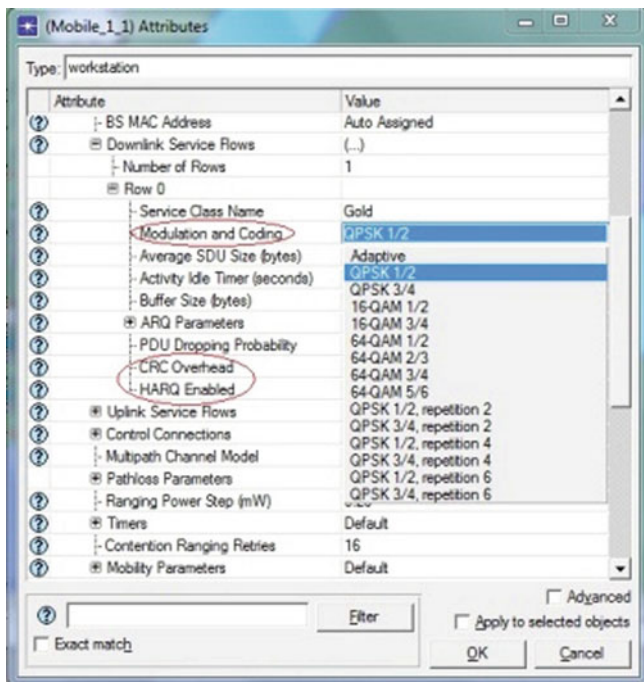 (Mobile_1_1) Attributes
Type: workstation
Attribute Value
BS MAC Address Auto Assigned
Downlink Service Flows (...)
Number of Rows 1
Row 0
Service Class Name Gold
Modulation and Coding QPSK 1/2
Average SDU Size (bytes) Adaptive
Activity Idle Timer (seconds) QPSK 1/2
QPSK 3/4
Buffer Size (bytes) 16-QAM 1/2
ARQ Parameters 16-QAM 3/4
64-QAM 1/2
PDU Dropping Probability 64-QAM 2/3
CRC Overhead 64-QAM 3/4
HARQ Enabled 64-QAM 5/6
Uplink Service Flows QPSK 1/2, repetition 2
QPSK 3/4, repetition 2
Control Connections QPSK 1/2, repetition 4
Multipath Channel Model QPSK 3/4, repetition 4
Pathloss Parameters QPSK 1/2, repetition 6
QPSK 3/4, repetition 6
Ranging Power Step (mW)
Timers Default
Contention Ranging Retries 16
Mobility Parameters Default
Advanced
Filter
Apply to selected objects
Exact match
OK Cancel